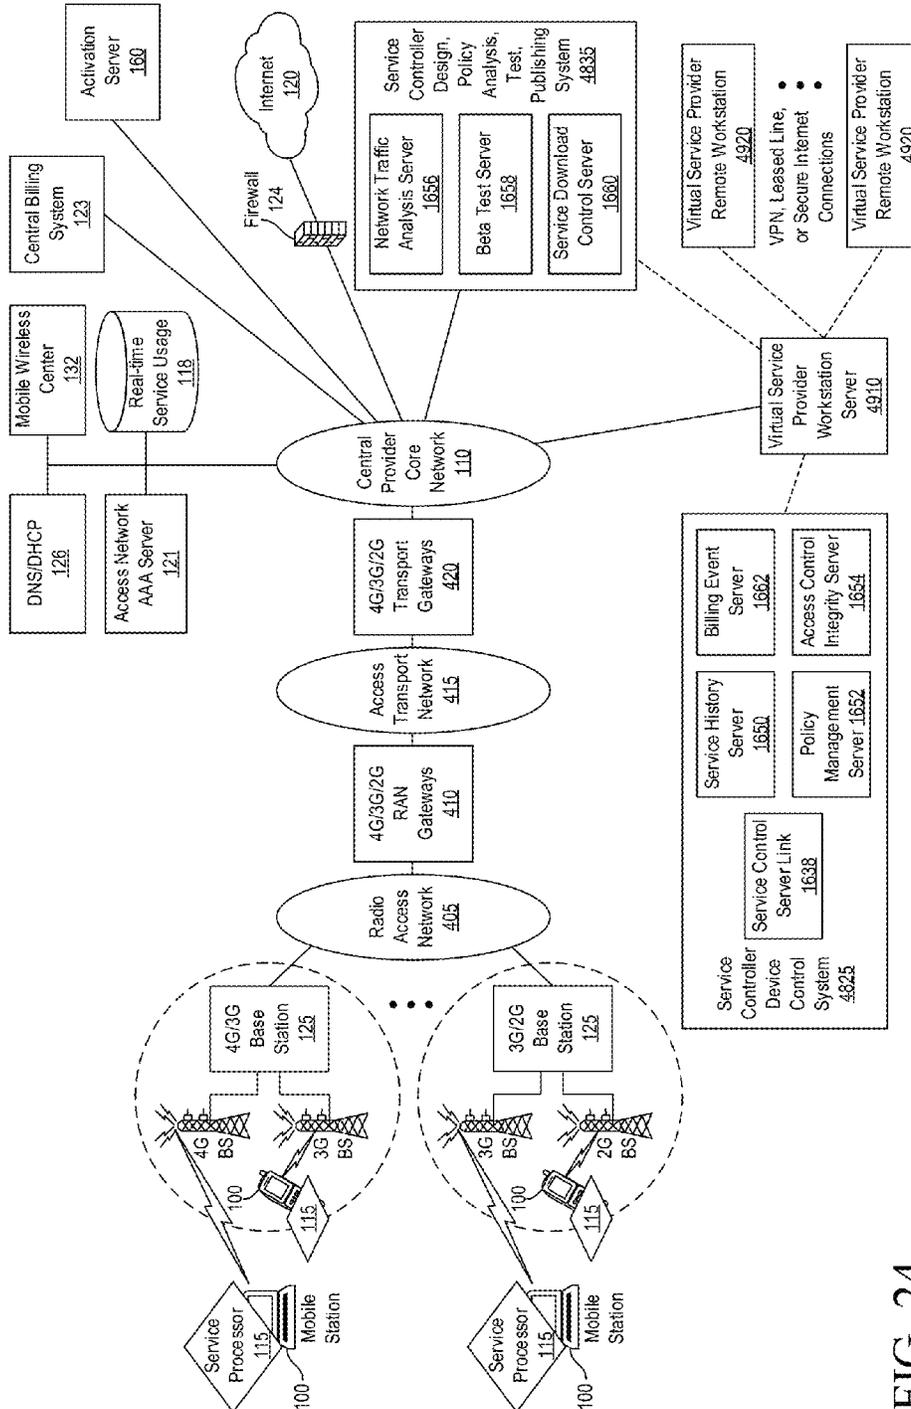 Activation
Server
160
Central Billing
System
123
Mobile Wireless
Center
132
Real-time
Service Usage
118
DNS/DHCP
126
Access Network
AAA Server
121
Internet
120
Firewall
124
Service
Controller
Design,
Policy
Analysis,
Test,
Publishing
System
4835
Network Traffic
Analysis Server
1656
Beta Test Server
1658
Service Download
Control Server
1660
Virtual Service Provider
Remote Workstation
4920
VPN, Leased Line,
or Secure Internet
Connections
Virtual Service Provider
Remote Workstation
4920
Virtual Service
Provider
Workstation
Server
4910
Central
Provider
Core
Network
110
4G/3G/2G
Transport
Gateways
420
Access
Transport
Network
415
4G/3G/2G
RAN
Gateways
410
Radio
Access
Network
405
4G/3G
Base
Station
125
3G/2G
Base
Station
125
4G
BS
3G
BS
100
115
Service
Processor
115
Mobile
Station
100
3G
BS
2G
BS
100
115
Service
Processor
115
Mobile
Station
100
Service
Controller
Device
Control
System
4825
Service Control
Server Link
1638
Service History
Server
1650
Policy
Management
Server 1652
Billing Event
Server
1662
Access Control
Integrity Server
1654
FIG. 24